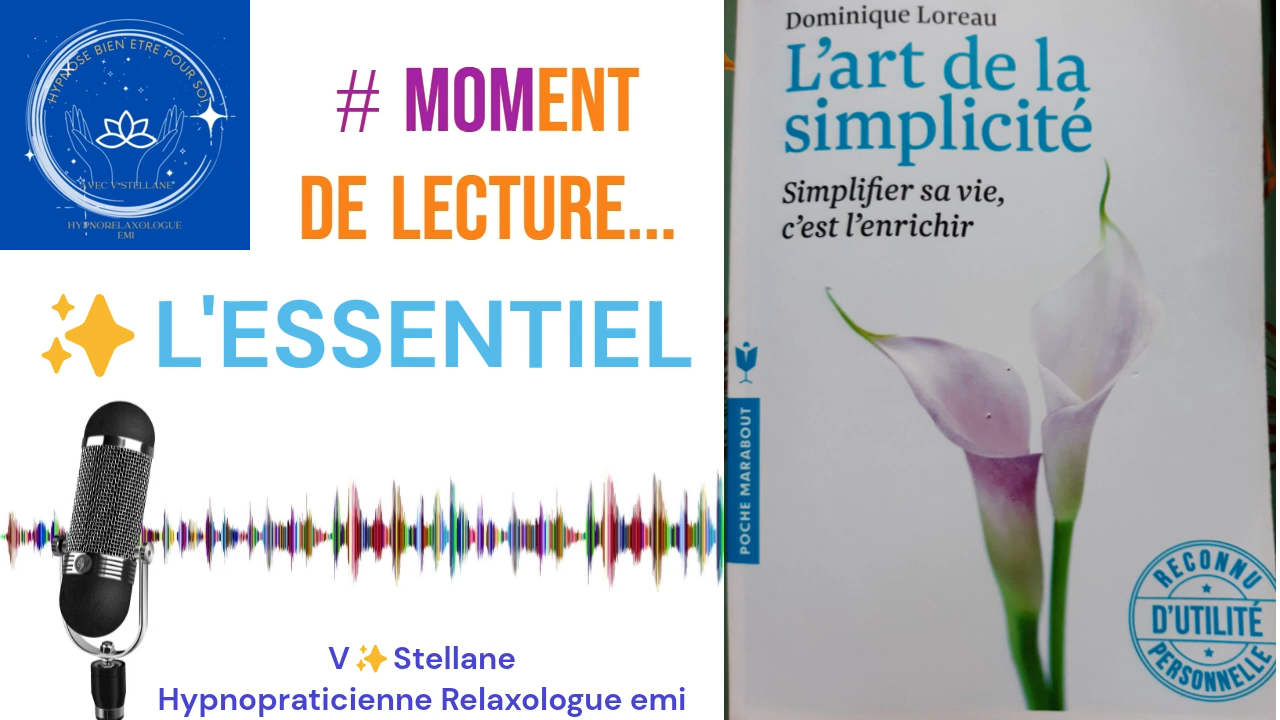 HYPNOSE BIEN ETRE POUR SOI
AVEC V*STELLANE
HYPNORELAXOLOGUE
EMI
# MOMENT
DE LECTURE...
✨ L'ESSENTIEL
V✨Stellane
Hypnopraticienne Relaxologue emi
Dominique Loreau
L'art de la
simplicité
Simplifier sa vie,
c'est l'enrichir
POCHE MARABOUT
RECONNU
D'UTILITÉ
PERSONNELLE